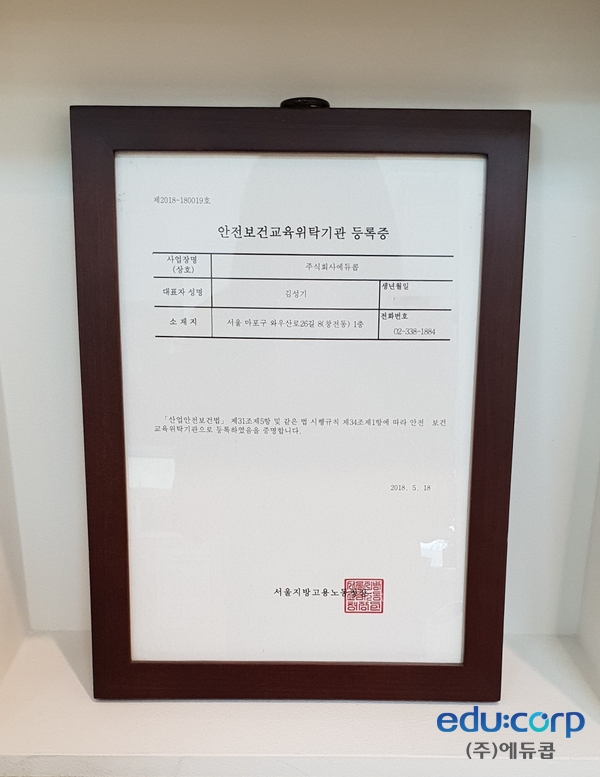 제2018-180019호
안전보건교육위탁기관 등록증
사업장명
(상호)
주식회사에듀콥
대표자 성명
김성기
생년월일
소 재 지
서울 마포구 와우산로26길 8(창전동) 1층
전화번호
02-338-1884
「산업안전보건법」 제31조제5항 및 같은 법 시행규칙 제34조제1항에 따라 안전 보건
교육위탁기관으로 등록하였음을 증명합니다.
2018. 5. 18
서울지방고용노동청장
edu:corp
(주)에듀콥